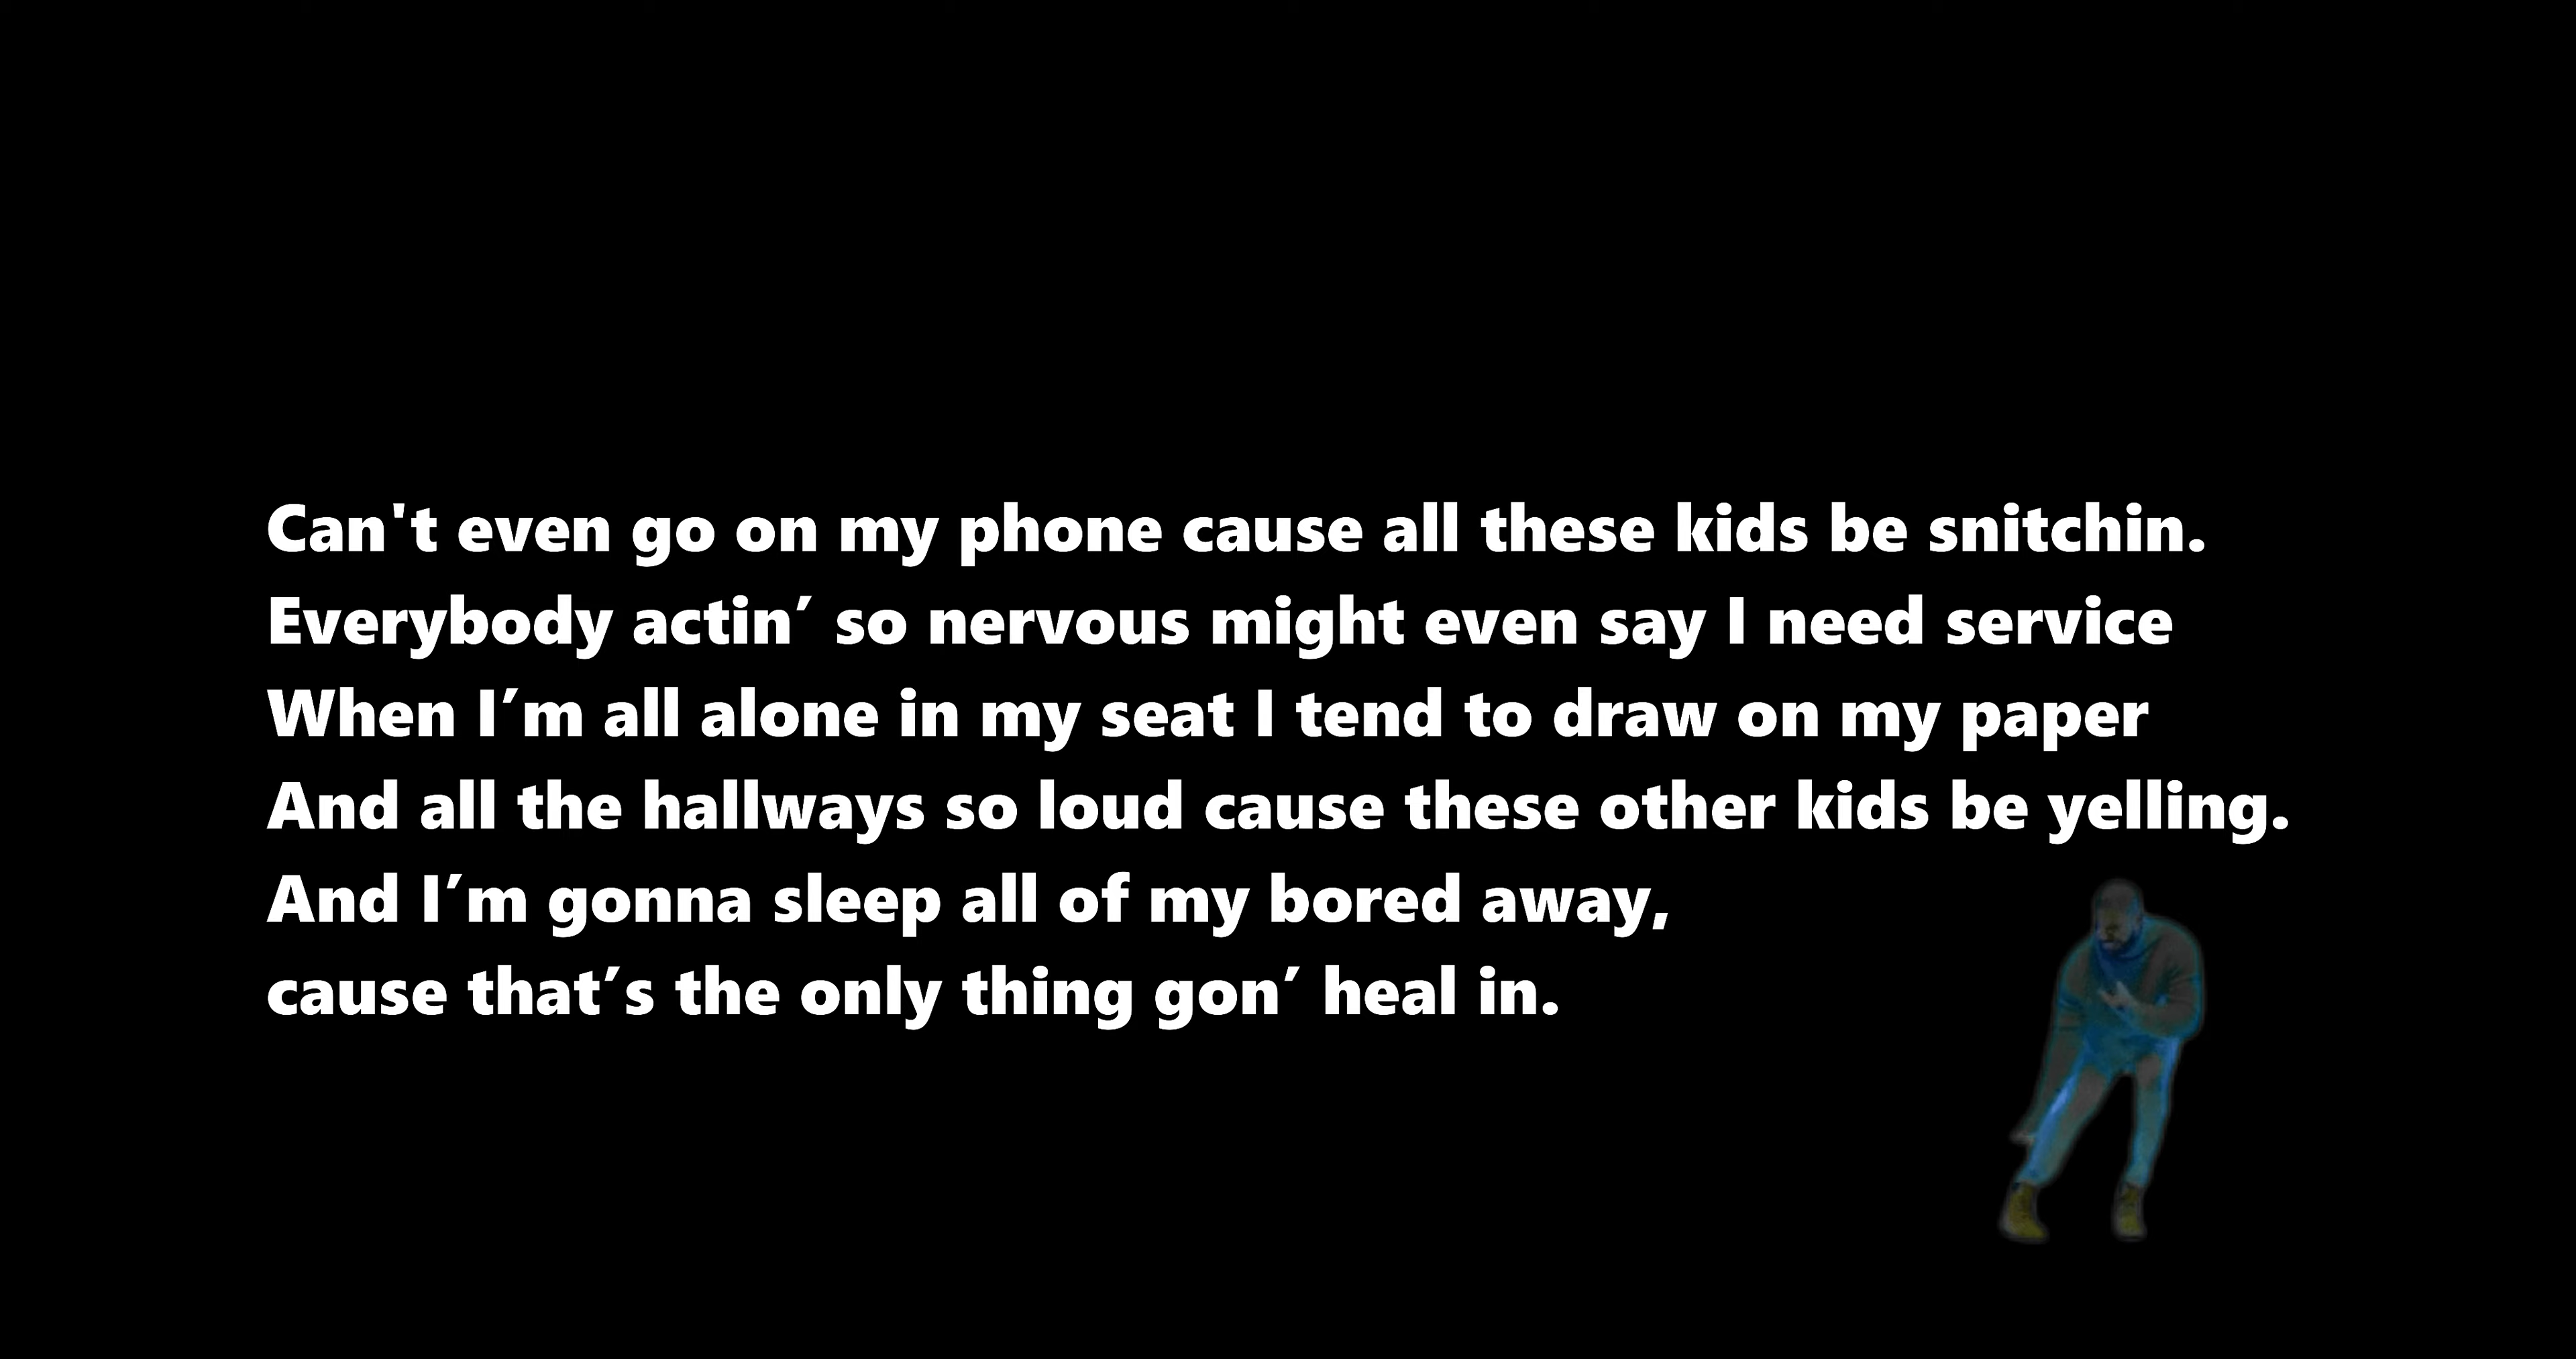 Can't even go on my phone cause all these kids be snitchin.
Everybody actin’ so nervous might even say I need service
When I’m all alone in my seat I tend to draw on my paper
And all the hallways so loud cause these other kids be yelling.
And I’m gonna sleep all of my bored away,
cause that’s the only thing gon’ heal in.